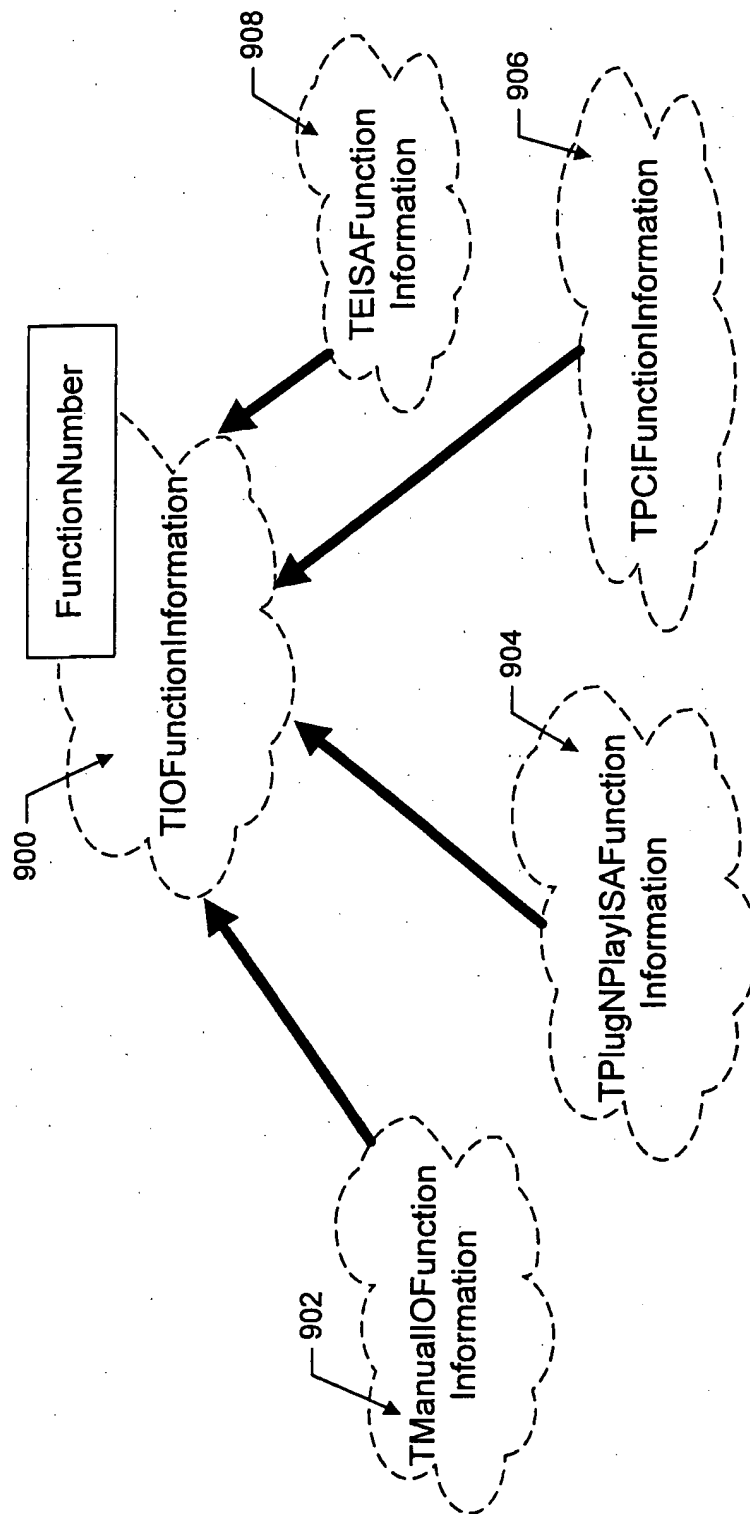 FunctionNumber
900
TIOFunctionInformation
902
TManualIOFunction
Information
904
TPlugNPlayISAFunction
Information
906
TPCIFunctionInformation
908
TEISAFunction
Information